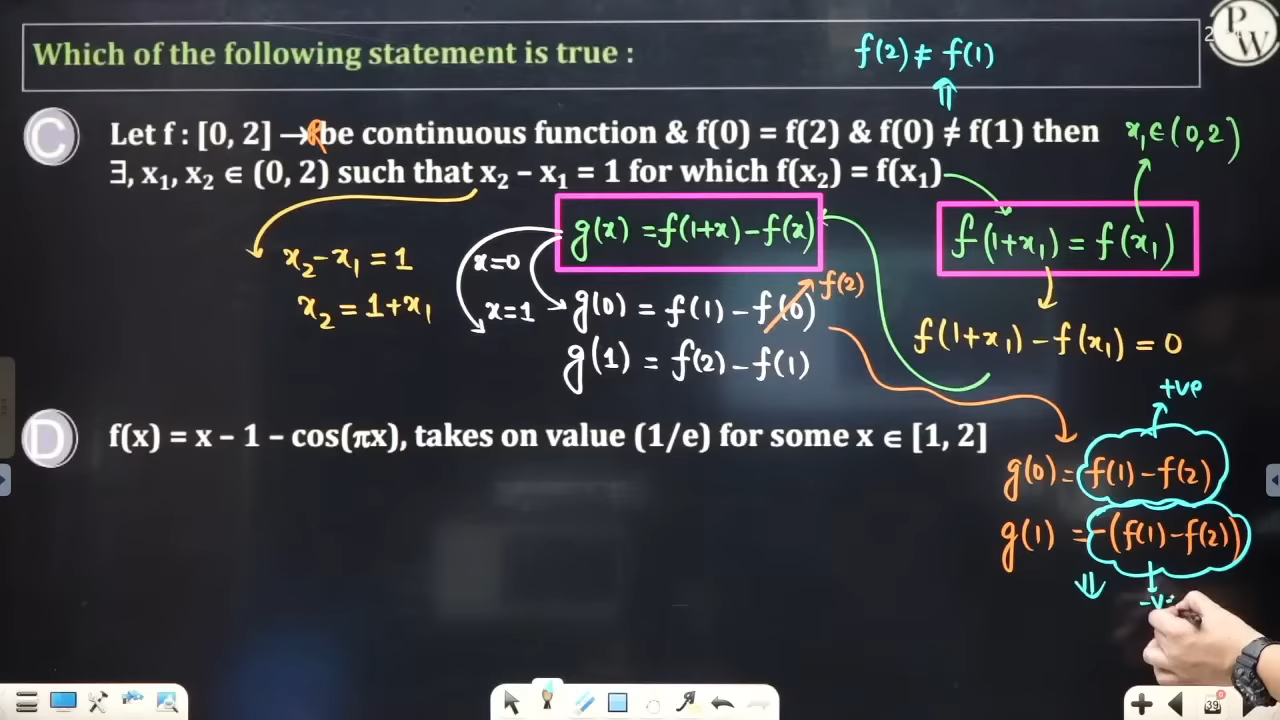 Which of the following statement is true :
f(2) ≠ f(1)
⇑
P
W
2
C
Let f : [0, 2] → R be continuous function & f(0) = f(2) & f(0) ≠ f(1) then
∃, x₁, x₂ ∈ (0, 2) such that x₂ − x₁ = 1 for which f(x₂) = f(x₁)
x₁ ∈ (0,2)
x₂ − x₁ = 1
x₂ = 1+x₁
g(x) = f(1+x) − f(x)
x=0
x=1
g(0) = f(1) − f(0)
f(2)
g(1) = f(2) − f(1)
f(1+x₁) = f(x₁)
f(1+x₁) − f(x₁) = 0
D
f(x) = x − 1 − cos(πx), takes on value (1/e) for some x ∈ [1, 2]
+ve
g(0) = f(1) − f(2)
g(1) = −(f(1) − f(2))
⇓
39